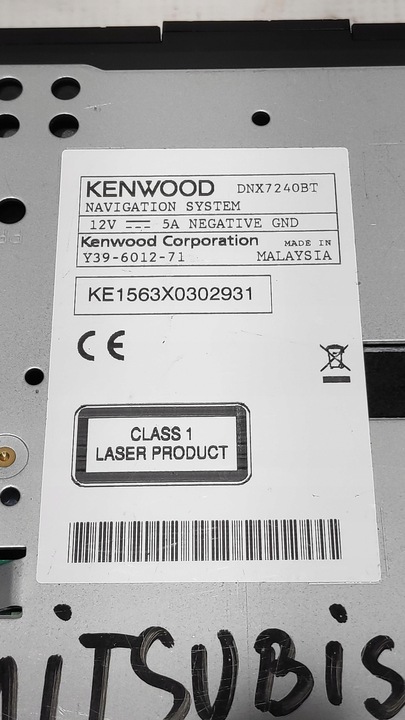 KENWOOD DNX7240BT
NAVIGATION SYSTEM
12V ⎓ 5A NEGATIVE GND
Kenwood Corporation MADE IN
Y39-6012-71 MALAYSIA
KE1563X0302931
CE
CLASS 1
LASER PRODUCT
MITSUBiS